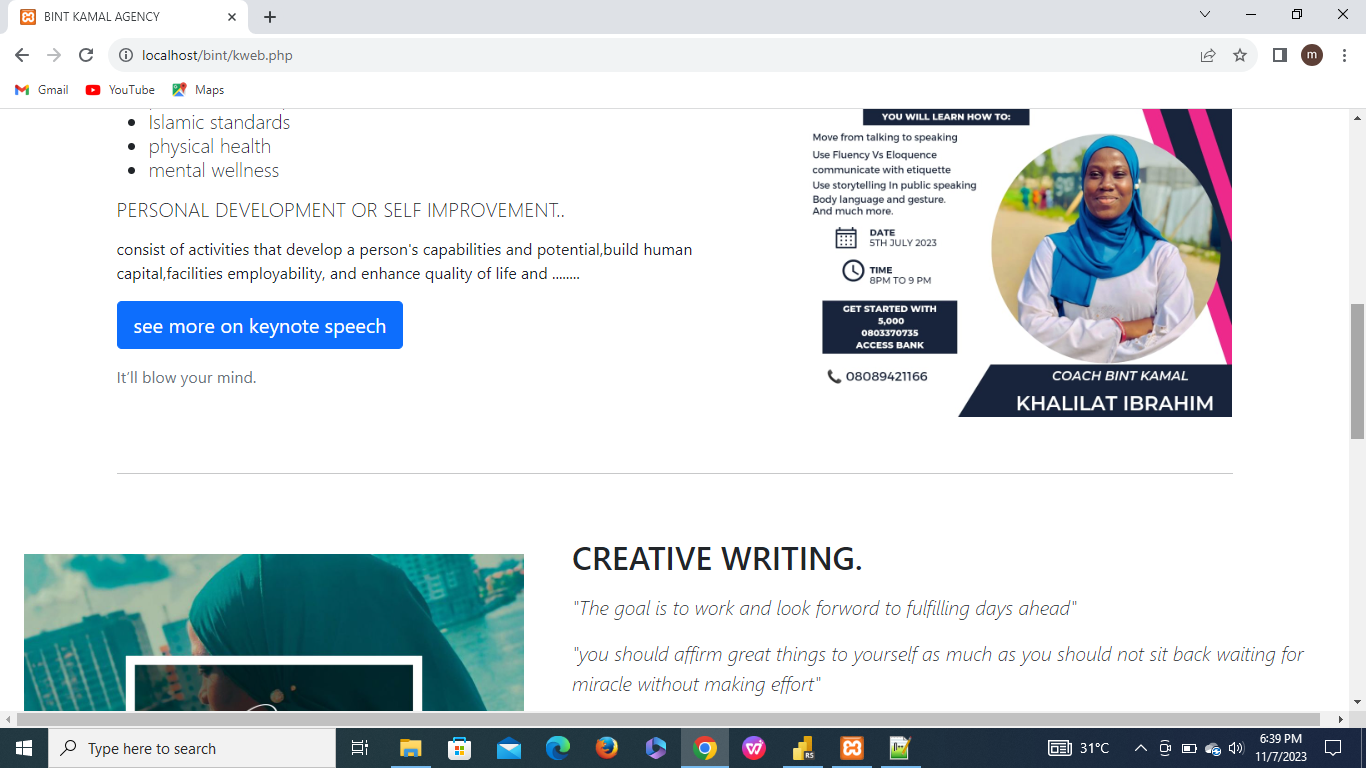 BINT KAMAL AGENCY
localhost/bint/kweb.php
m
Gmail
YouTube
Maps
Islamic standards
physical health
mental wellness
PERSONAL DEVELOPMENT OR SELF IMPROVEMENT..
consist of activities that develop a person's capabilities and potential,build human
capital,facilities employability, and enhance quality of life and ........
see more on keynote speech
It'll blow your mind.
YOU WILL LEARN HOW TO:
Move from talking to speaking
Use Fluency Vs Eloquence
communicate with etiquette
Use storytelling In public speaking
Body language and gesture.
And much more.
DATE
5TH JULY 2023
TIME
8PM TO 9 PM
GET STARTED WITH
5,000
0803370735
ACCESS BANK
08089421166
COACH BINT KAMAL
KHALILAT IBRAHIM
CREATIVE WRITING.
"The goal is to work and look forword to fulfilling days ahead"
"you should affirm great things to yourself as much as you should not sit back waiting for
miracle without making effort"
Type here to search
31°C
6:39 PM
11/7/2023